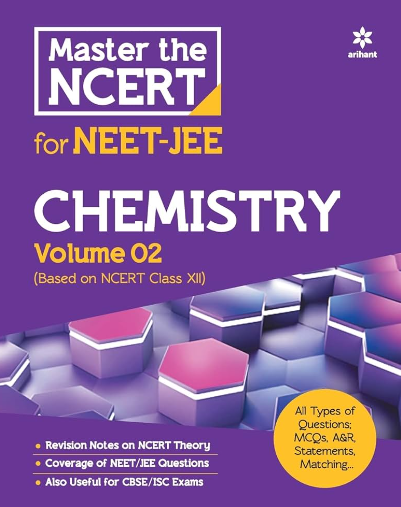 Master the
NCERT
arihant
for NEET-JEE
CHEMISTRY
Volume 02
(Based on NCERT Class XII)
All Types of
Questions;
MCQs, A&R,
Statements,
Matching...
• Revision Notes on NCERT Theory
• Coverage of NEET/JEE Questions
• Also Useful for CBSE/ISC Exams